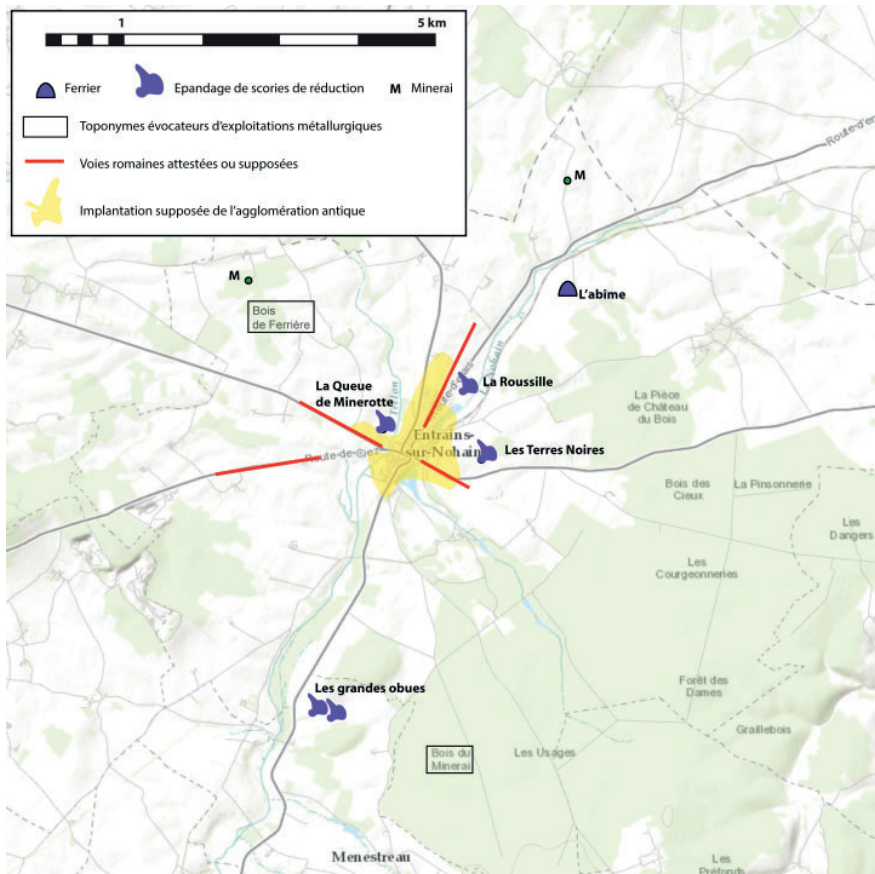 1
5 km
Ferrier
Epandage de scories de réduction
M Minerai
Toponymes évocateurs d'exploitations métallurgiques
Voies romaines attestées ou supposées
Implantation supposée de l'agglomération antique
M
M
L'abîme
Bois
de Ferrière
La Queue
de Minerotte
La Roussille
Nohain
La Pièce
de Château
du Bois
Entrains-
sur-Nohain
Les Terres Noires
Bois des
Cieux
La Pinsonnerie
Les
Dangers
Les
Courgeonneries
Les grandes obues
Forêt des
Dames
Graillebois
Bois du
Minerai
Les Usages
Menestreau
Les
Préfonds